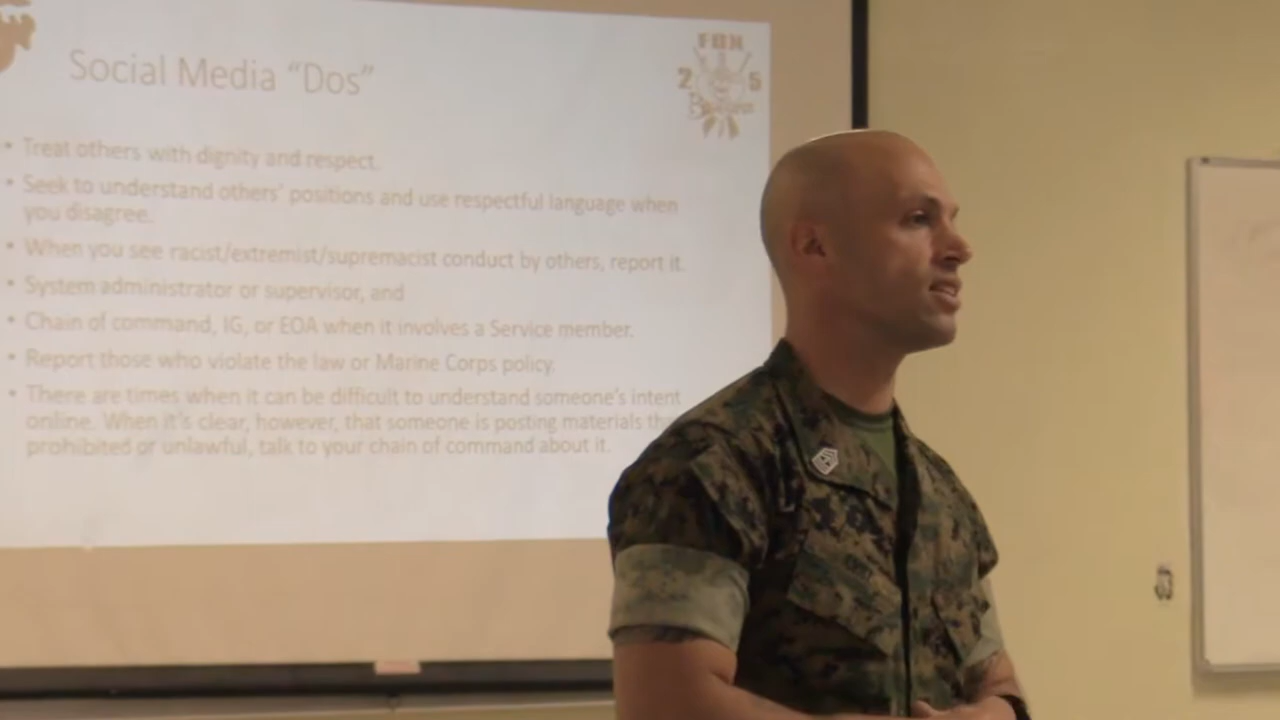 Social Media “Dos”
FBH
2 5
• Treat others with dignity and respect.
• Seek to understand others’ positions and use respectful language when
you disagree.
• When you see racist/extremist/supremacist conduct by others, report it.
• System administrator or supervisor, and
• Chain of command, IG, or EOA when it involves a Service member.
• Report those who violate the law or Marine Corps policy.
• There are times when it can be difficult to understand someone’s intent
online. When it’s clear, however, that someone is posting materials
prohibited or unlawful, talk to your chain of command about it.